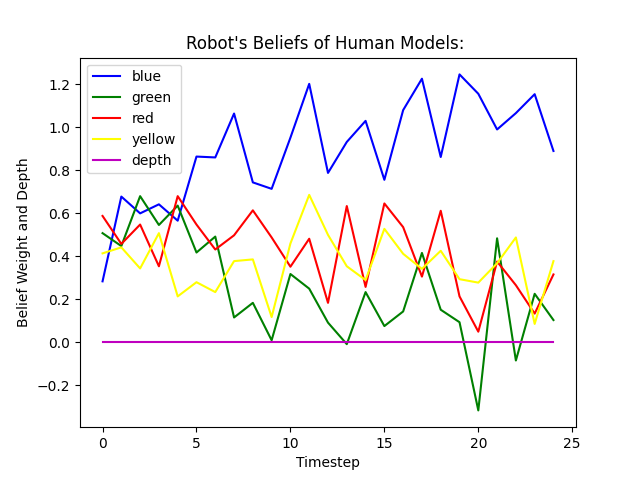 Robot's Beliefs of Human Models:
blue
green
red
yellow
depth
Belief Weight and Depth
1.2
1.0
0.8
0.6
0.4
0.2
0.0
−0.2
0
5
10
15
20
25
Timestep